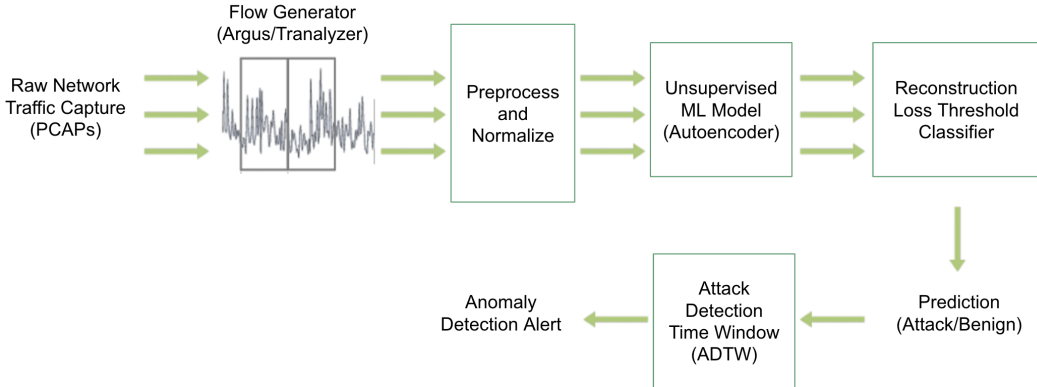 Flow Generator
(Argus/Tranalyzer)
Raw Network
Traffic Capture
(PCAPs)
Preprocess
and
Normalize
Unsupervised
ML Model
(Autoencoder)
Reconstruction
Loss Threshold
Classifier
Prediction
(Attack/Benign)
Attack
Detection
Time Window
(ADTW)
Anomaly
Detection Alert